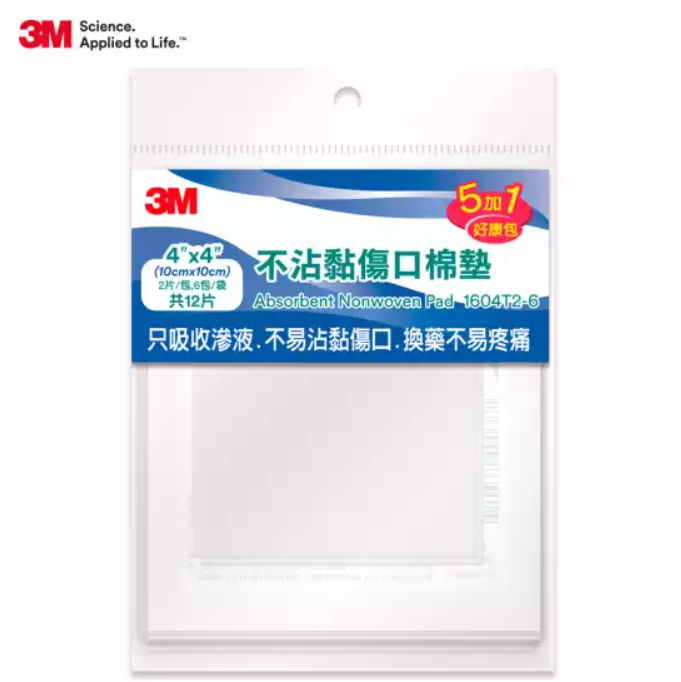 3M Science.
Applied to Life.™
3M
5加1
好康包
4"x4"
(10cmx10cm)
2片/包,6包/袋
共12片
不沾黏傷口棉墊
Absorbent Nonwoven Pad 1604T2-6
只吸收滲液.不易沾黏傷口.換藥不易疼痛